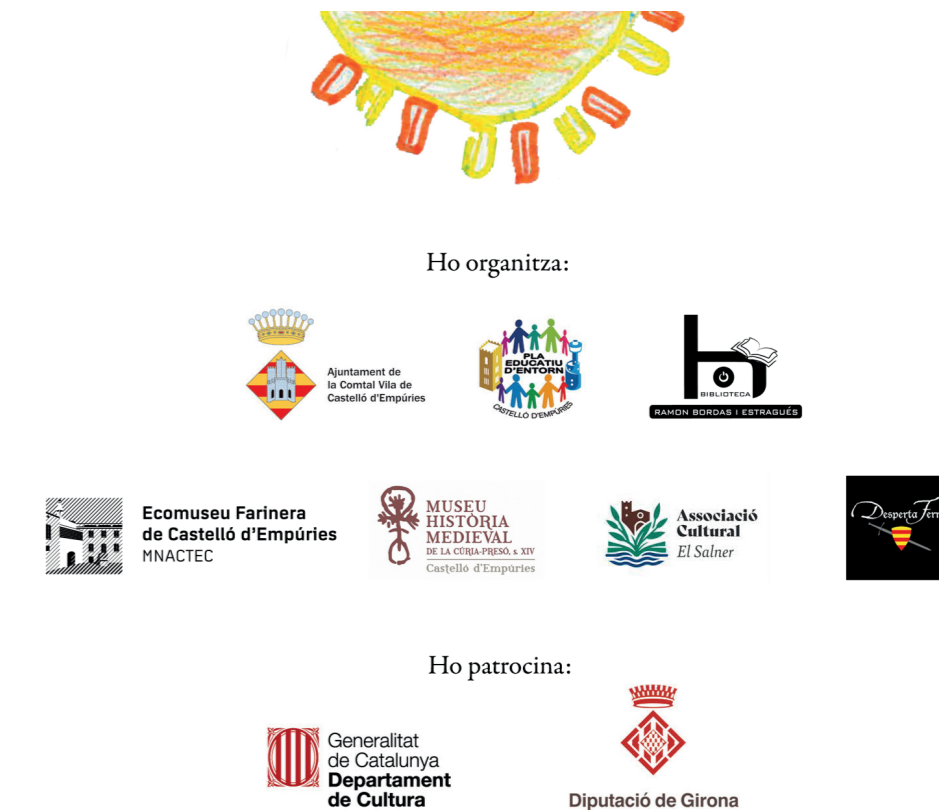 Ho organitza:
Ajuntament de
la Comtal Vila de
Castelló d'Empúries
PLA
EDUCATIU
D'ENTORN
CASTELLÓ D'EMPÚRIES
BIBLIOTECA
RAMON BORDAS I ESTRAGUÉS
Ecomuseu Farinera
de Castelló d'Empúries
MNACTEC
MUSEU
HISTÒRIA
MEDIEVAL
DE LA CÚRIA-PRESÓ, s. XIV
Castelló d'Empúries
Associació
Cultural
El Salner
Desperta Ferr
Ho patrocina:
Generalitat
de Catalunya
Departament
de Cultura
Diputació de Girona